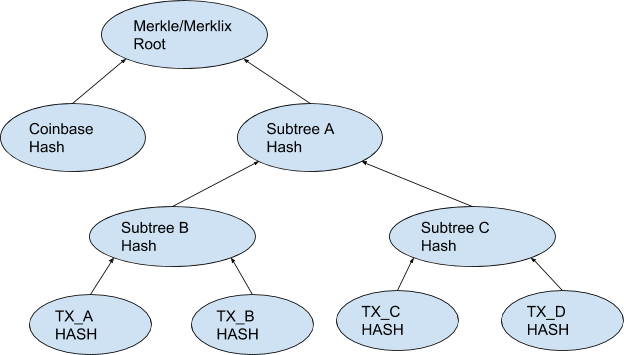 Merkle/Merklix
Root
Coinbase
Hash
Subtree A
Hash
Subtree B
Hash
Subtree C
Hash
TX_A
HASH
TX_B
HASH
TX_C
HASH
TX_D
HASH